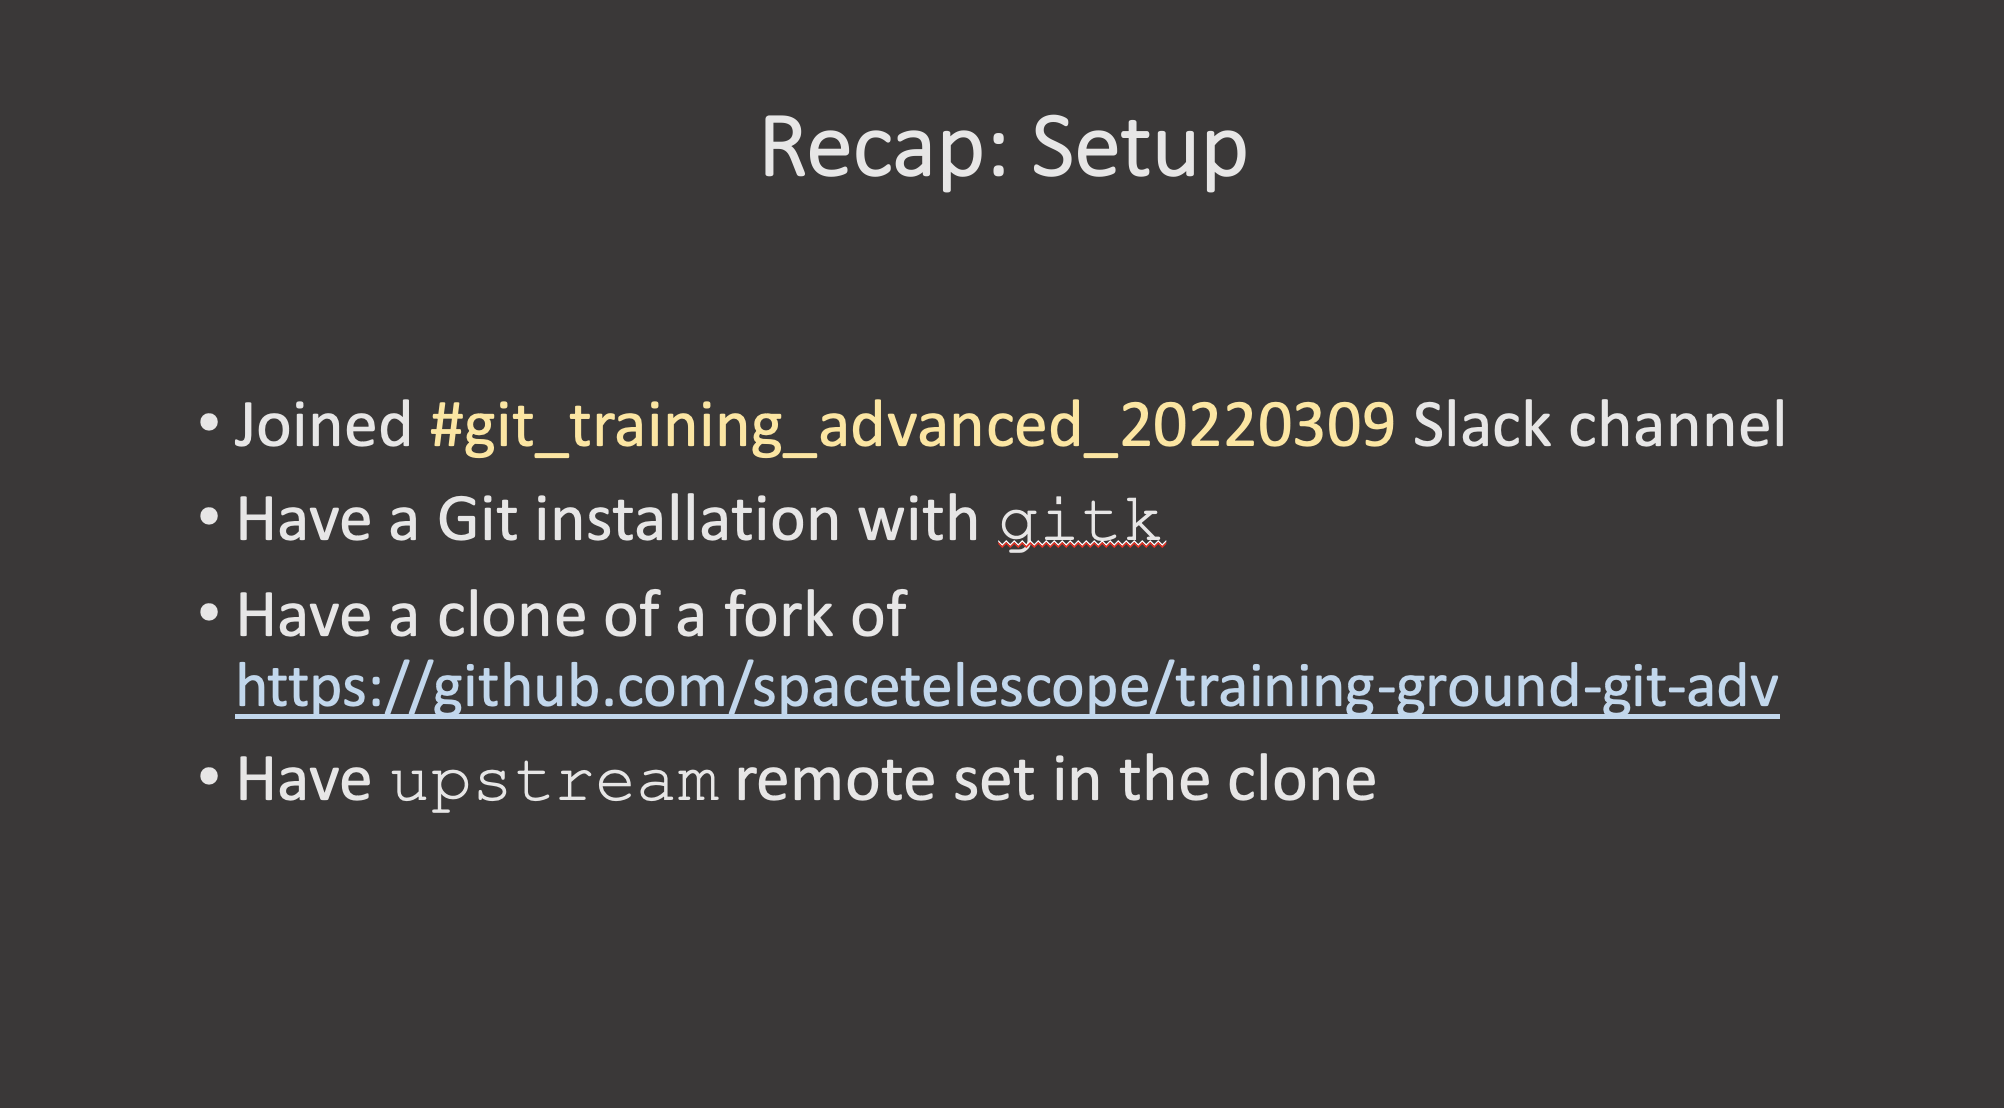 Recap: Setup
• Joined #git_training_advanced_20220309 Slack channel
• Have a Git installation with gitk
• Have a clone of a fork of
https://github.com/spacetelescope/training-ground-git-adv
• Have upstream remote set in the clone